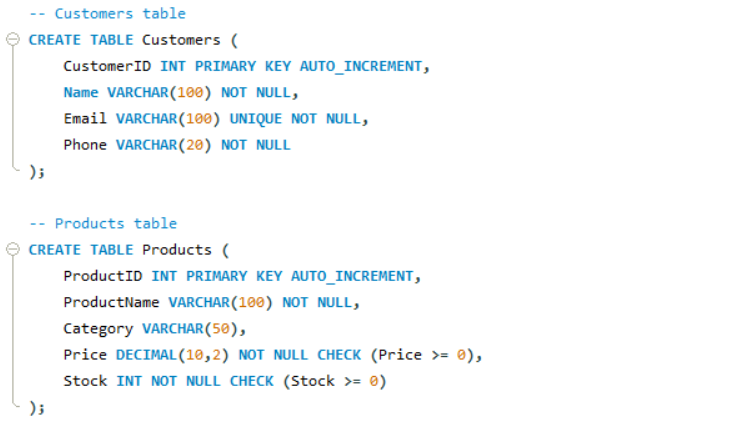 -- Customers table
CREATE TABLE Customers (
CustomerID INT PRIMARY KEY AUTO_INCREMENT,
Name VARCHAR(100) NOT NULL,
Email VARCHAR(100) UNIQUE NOT NULL,
Phone VARCHAR(20) NOT NULL
);
-- Products table
CREATE TABLE Products (
ProductID INT PRIMARY KEY AUTO_INCREMENT,
ProductName VARCHAR(100) NOT NULL,
Category VARCHAR(50),
Price DECIMAL(10,2) NOT NULL CHECK (Price >= 0),
Stock INT NOT NULL CHECK (Stock >= 0)
);